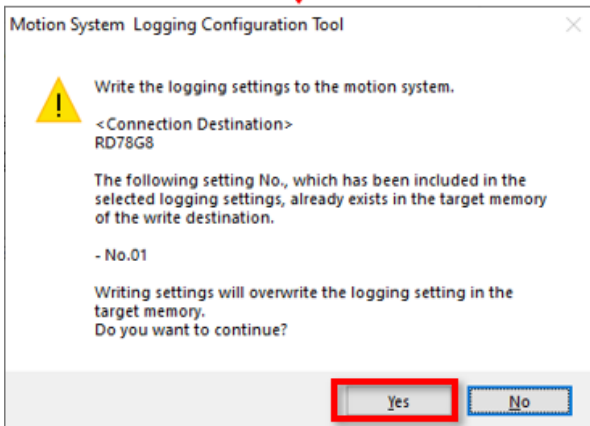 Motion System Logging Configuration Tool
Write the logging settings to the motion system.
<Connection Destination>
RD78G8
The following setting No., which has been included in the
selected logging settings, already exists in the target memory
of the write destination.
- No.01
Writing settings will overwrite the logging setting in the
target memory.
Do you want to continue?
Yes
No